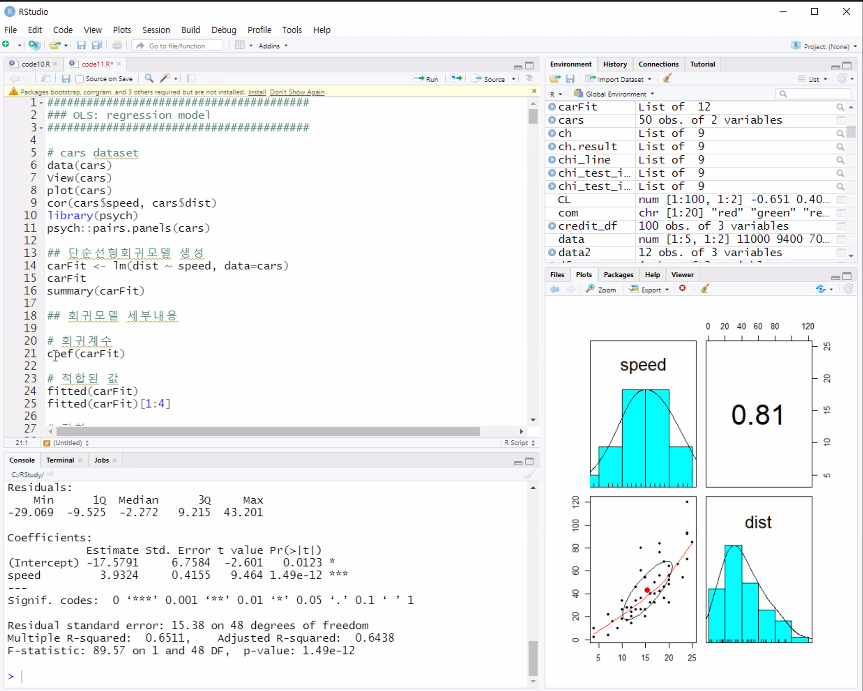 RStudio
File Edit Code View Plots Session Build Debug Profile Tools Help
Go to file/function Addins Project: (None)
code10.R code11.R*
Source on Save Run Source
Packages bootstrap, corrgram, and 3 others required but are not installed. Install Don't Show Again
1 #######################################
2 ### OLS: regression model
3 #######################################
4
5 # cars dataset
6 data(cars)
7 View(cars)
8 plot(cars)
9 cor(cars$speed, cars$dist)
10 library(psych)
11 psych::pairs.panels(cars)
12
13 ## 단순선형회귀모델 생성
14 carFit <- lm(dist ~ speed, data=cars)
15 carFit
16 summary(carFit)
17
18 ## 회귀모델 세부내용
19
20 # 회귀계수
21 coef(carFit)
22
23 # 적합된 값
24 fitted(carFit)
25 fitted(carFit)[1:4]
26
27
21:1 (Untitled) R Script
Console Terminal Jobs
C:/RStudy/
Residuals:
Min 1Q Median 3Q Max
-29.069 -9.525 -2.272 9.215 43.201
Coefficients:
Estimate Std. Error t value Pr(>|t|)
(Intercept) -17.5791 6.7584 -2.601 0.0123 *
speed 3.9324 0.4155 9.464 1.49e-12 ***
---
Signif. codes: 0 ‘***’ 0.001 ‘**’ 0.01 ‘*’ 0.05 ‘.’ 0.1 ‘ ’ 1
Residual standard error: 15.38 on 48 degrees of freedom
Multiple R-squared: 0.6511, Adjusted R-squared: 0.6438
F-statistic: 89.57 on 1 and 48 DF, p-value: 1.49e-12
>
Environment History Connections Tutorial
Import Dataset List
R Global Environment
carFit List of 12
cars 50 obs. of 2 variables
ch List of 9
ch.result List of 9
chi_line List of 9
chi_test_i... List of 9
chi_test_i... List of 9
CL num [1:100, 1:2] -0.651 0.40...
com chr [1:20] "red" "green" "re...
credit_df 100 obs. of 3 variables
data num [1:5, 1:2] 11000 9400 70...
data2 12 obs. of 3 variables
Files Plots Packages Help Viewer
Zoom Export
0 20 40 60 80 120
speed
0.81
5 10 15 20 25
0 20 40 60 80 100 120
dist
5 10 15 20 25